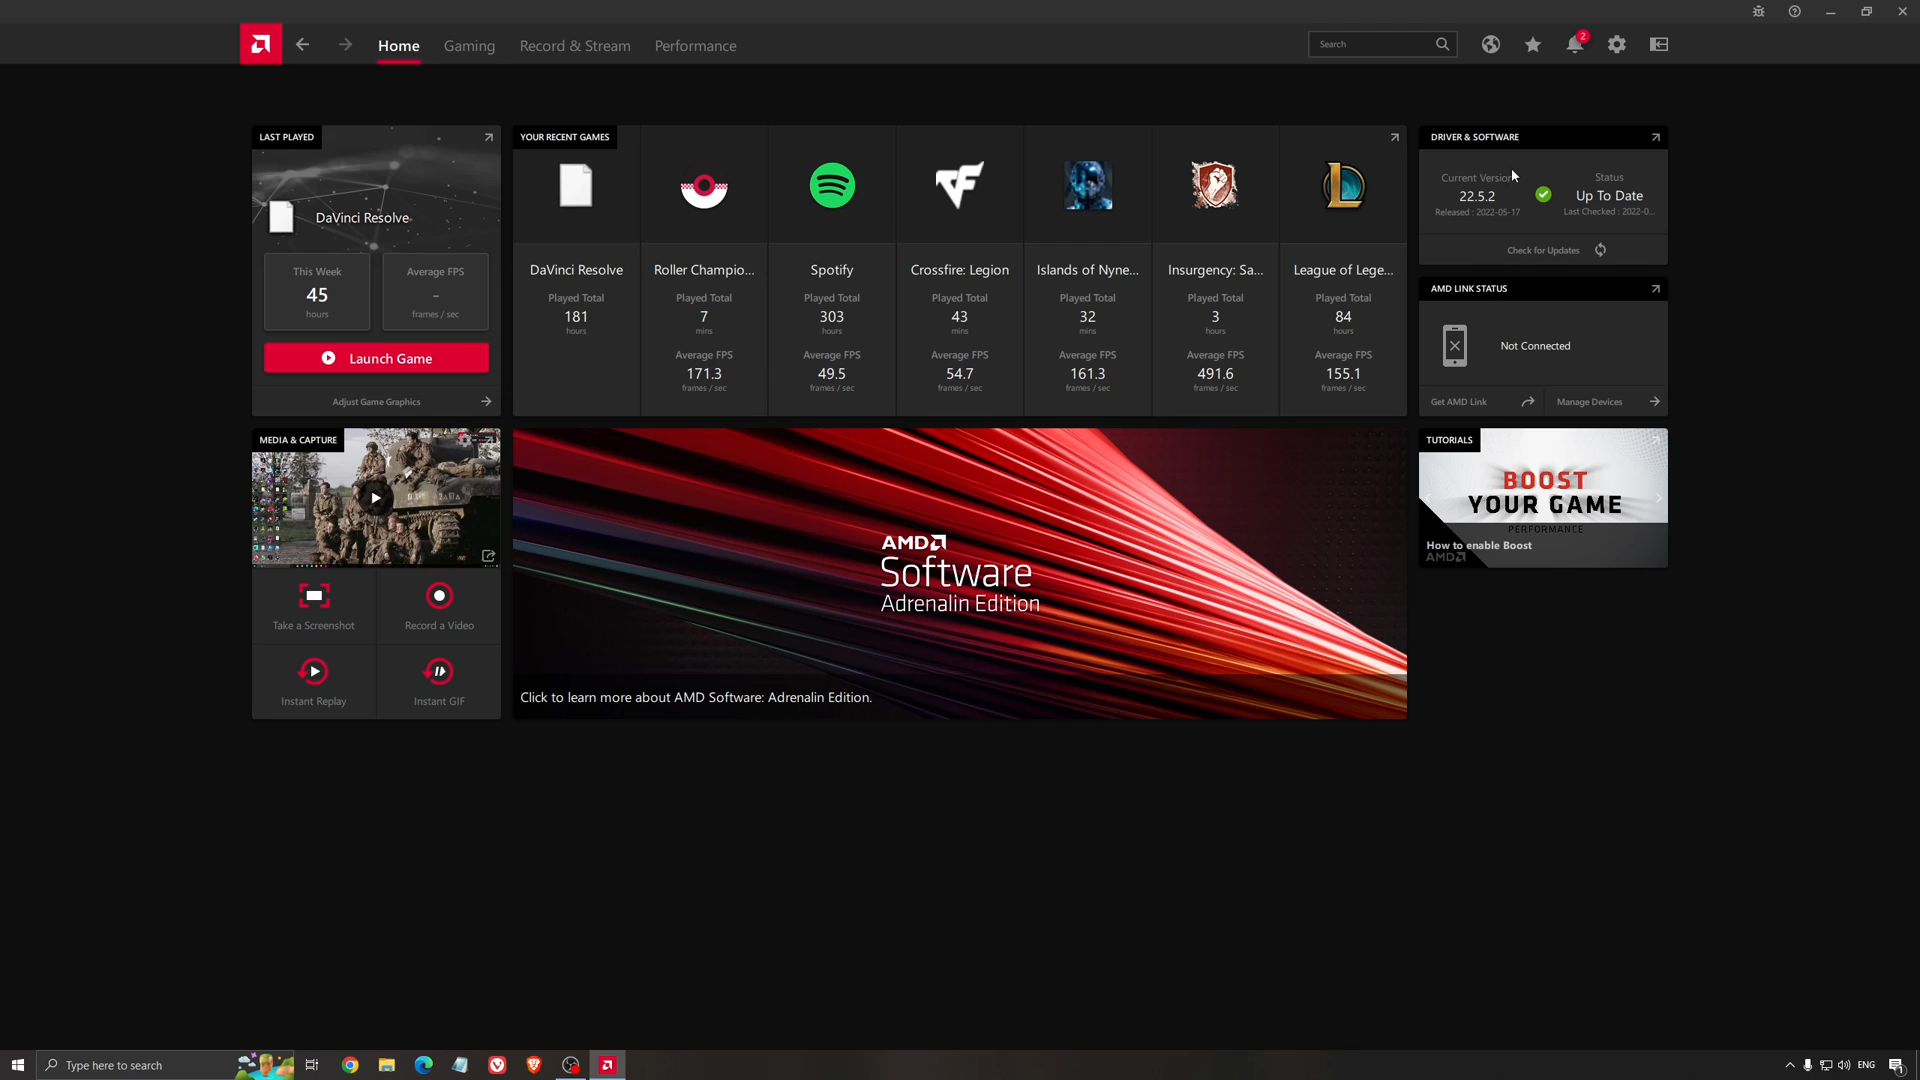 Home
Gaming
Record & Stream
Performance
Search
2
LAST PLAYED
DaVinci Resolve
This Week
45
hours
Average FPS
–
frames / sec
Launch Game
Adjust Game Graphics
YOUR RECENT GAMES
DaVinci Resolve
Played Total
181
hours
Roller Champio...
Played Total
7
mins
Average FPS
171.3
frames / sec
Spotify
Played Total
303
hours
Average FPS
49.5
frames / sec
Crossfire: Legion
Played Total
43
mins
Average FPS
54.7
frames / sec
Islands of Nyne...
Played Total
32
mins
Average FPS
161.3
frames / sec
Insurgency: Sa...
Played Total
3
hours
Average FPS
491.6
frames / sec
League of Lege...
Played Total
84
hours
Average FPS
155.1
frames / sec
DRIVER & SOFTWARE
Current Version
22.5.2
Released : 2022-05-17
Status
Up To Date
Last Checked : 2022-0...
Check for Updates
AMD LINK STATUS
Not Connected
Get AMD Link
Manage Devices
MEDIA & CAPTURE
Take a Screenshot
Record a Video
Instant Replay
Instant GIF
AMD
Software
Adrenalin Edition
Click to learn more about AMD Software: Adrenalin Edition.
TUTORIALS
BOOST
YOUR GAME
PERFORMANCE
How to enable Boost
AMD
Type here to search
ENG
1